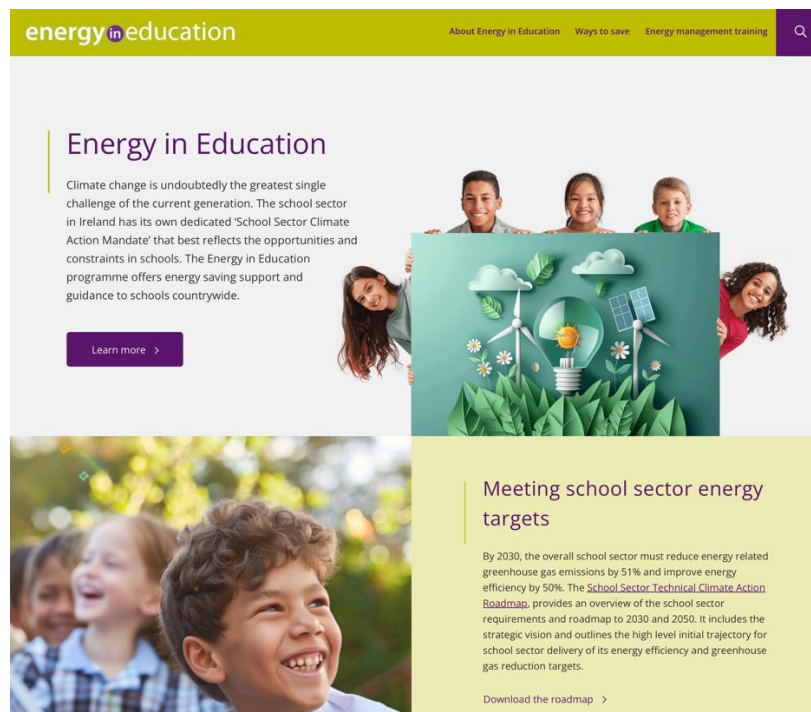 energy in education
About Energy in Education Ways to save Energy management training
Energy in Education
Climate change is undoubtedly the greatest single
challenge of the current generation. The school sector
in Ireland has its own dedicated ‘School Sector Climate
Action Mandate’ that best reflects the opportunities and
constraints in schools. The Energy in Education
programme offers energy saving support and
guidance to schools countrywide.
Learn more >
Meeting school sector energy
targets
By 2030, the overall school sector must reduce energy related
greenhouse gas emissions by 51% and improve energy
efficiency by 50%. The School Sector Technical Climate Action
Roadmap, provides an overview of the school sector
requirements and roadmap to 2030 and 2050. It includes the
strategic vision and outlines the high level initial trajectory for
school sector delivery of its energy efficiency and greenhouse
gas reduction targets.
Download the roadmap >